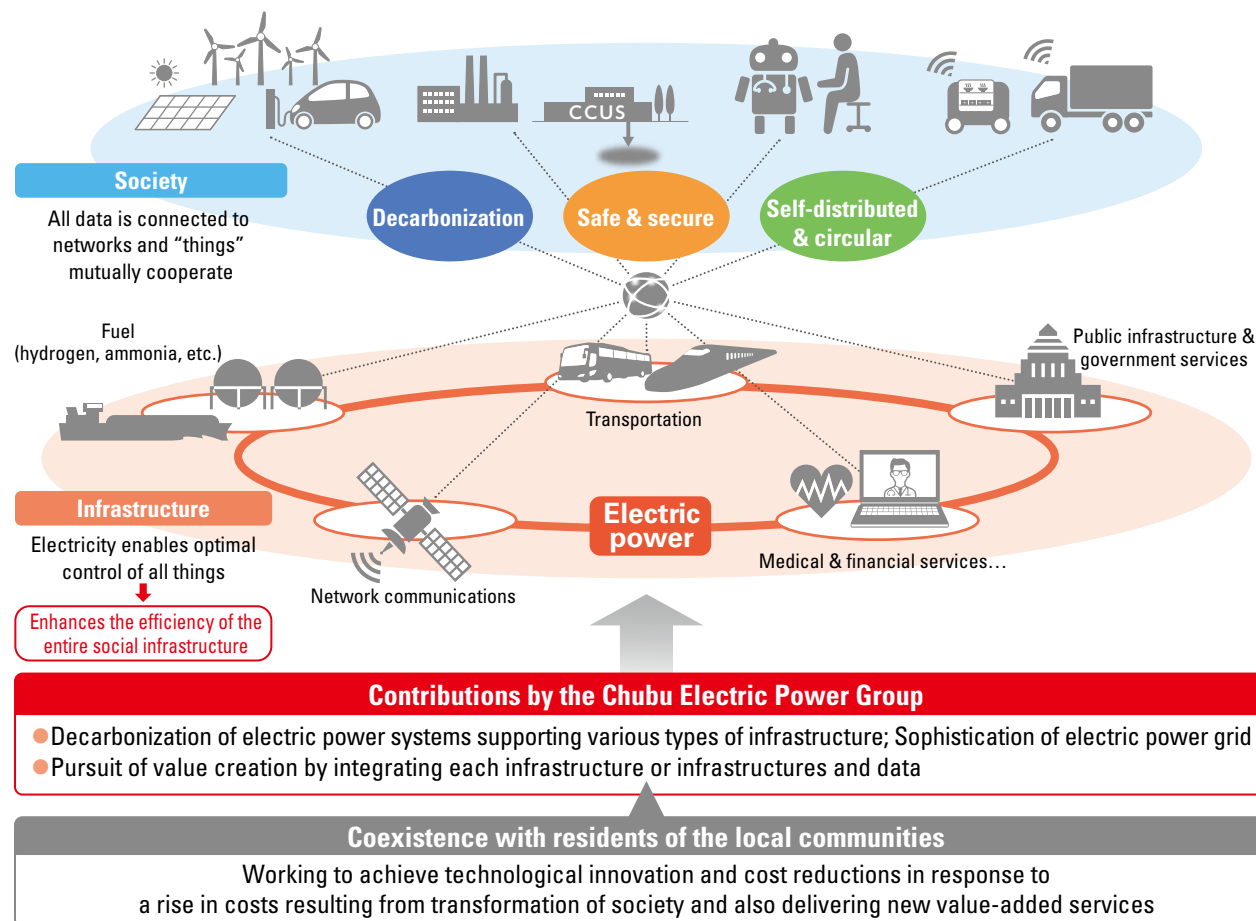 CCUS
Society
All data is connected to
networks and “things”
mutually cooperate
Decarbonization
Safe & secure
Self-distributed
& circular
Fuel
(hydrogen, ammonia, etc.)
Transportation
Public infrastructure &
government services
Infrastructure
Electricity enables optimal
control of all things
Enhances the efficiency of the
entire social infrastructure
Network communications
Electric
power
Medical & financial services…
Contributions by the Chubu Electric Power Group
●Decarbonization of electric power systems supporting various types of infrastructure; Sophistication of electric power grid
●Pursuit of value creation by integrating each infrastructure or infrastructures and data
Coexistence with residents of the local communities
Working to achieve technological innovation and cost reductions in response to
a rise in costs resulting from transformation of society and also delivering new value-added services